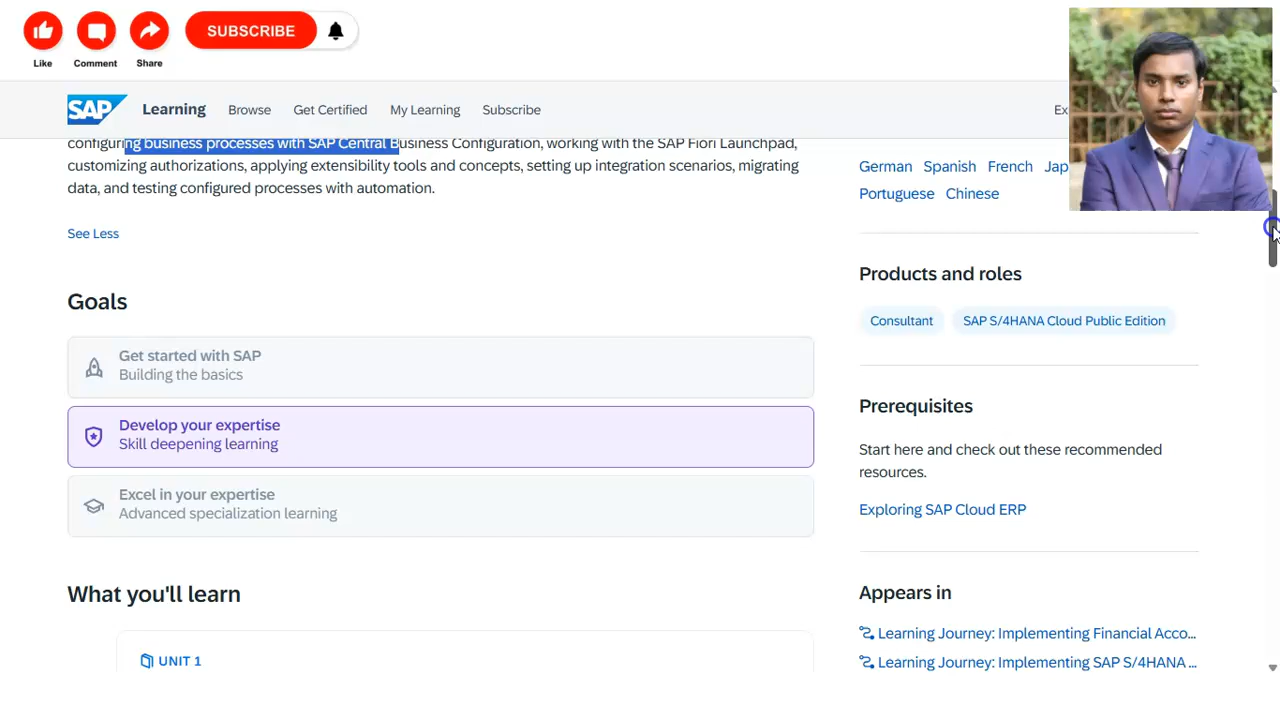 SUBSCRIBE
Like
Comment
Share
SAP
Learning
Browse
Get Certified
My Learning
Subscribe
Ex
configuring business processes with SAP Central Business Configuration, working with the SAP Fiori Launchpad,
customizing authorizations, applying extensibility tools and concepts, setting up integration scenarios, migrating
data, and testing configured processes with automation.
See Less
Goals
Get started with SAP
Building the basics
Develop your expertise
Skill deepening learning
Excel in your expertise
Advanced specialization learning
What you'll learn
UNIT 1
German Spanish French Jap
Portuguese Chinese
Products and roles
Consultant
SAP S/4HANA Cloud Public Edition
Prerequisites
Start here and check out these recommended
resources.
Exploring SAP Cloud ERP
Appears in
Learning Journey: Implementing Financial Acco...
Learning Journey: Implementing SAP S/4HANA ...